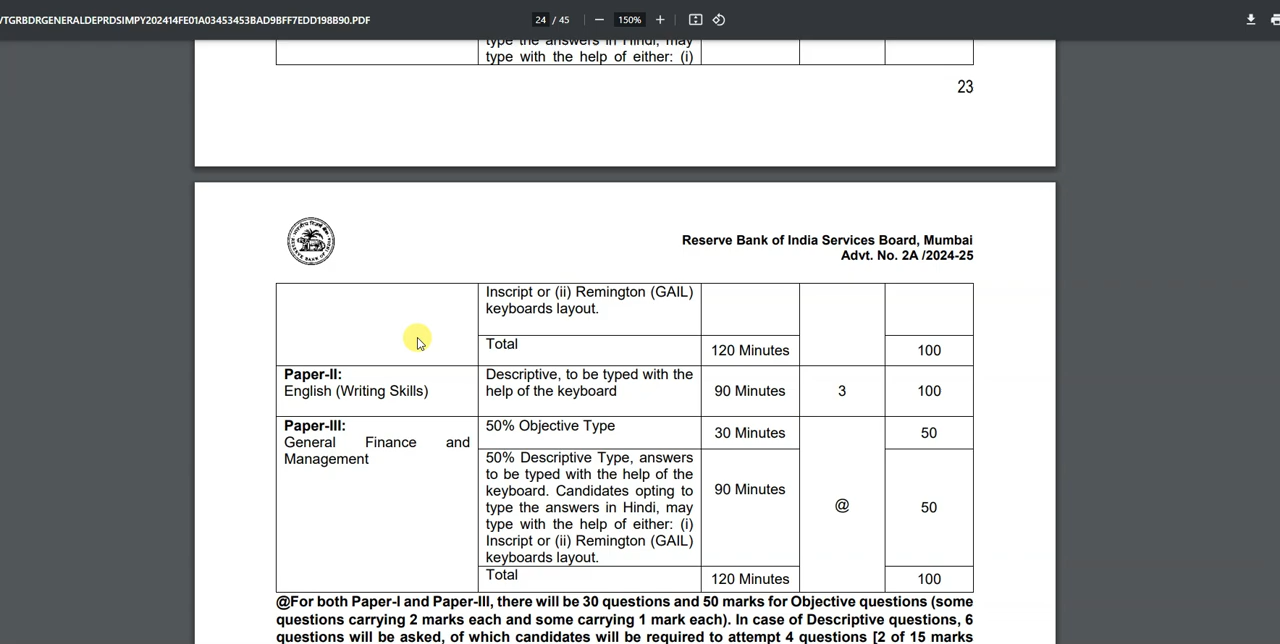 /TGRBDRGENERALDEPRDSIMPY202414FE01A03453453BAD9BFF7EDD198B90.PDF
24 / 45
150%
type the answers in Hindi, may
type with the help of either: (i)
23
Reserve Bank of India Services Board, Mumbai
Advt. No. 2A /2024-25
Inscript or (ii) Remington (GAIL)
keyboards layout.
Total
120 Minutes
100
Paper-II:
English (Writing Skills)
Descriptive, to be typed with the
help of the keyboard
90 Minutes
3
100
Paper-III:
General Finance and
Management
50% Objective Type
30 Minutes
50
50% Descriptive Type, answers
to be typed with the help of the
keyboard. Candidates opting to
type the answers in Hindi, may
type with the help of either: (i)
Inscript or (ii) Remington (GAIL)
keyboards layout.
90 Minutes
@
50
Total
120 Minutes
100
@For both Paper-I and Paper-III, there will be 30 questions and 50 marks for Objective questions (some
questions carrying 2 marks each and some carrying 1 mark each). In case of Descriptive questions, 6
questions will be asked, of which candidates will be required to attempt 4 questions [2 of 15 marks